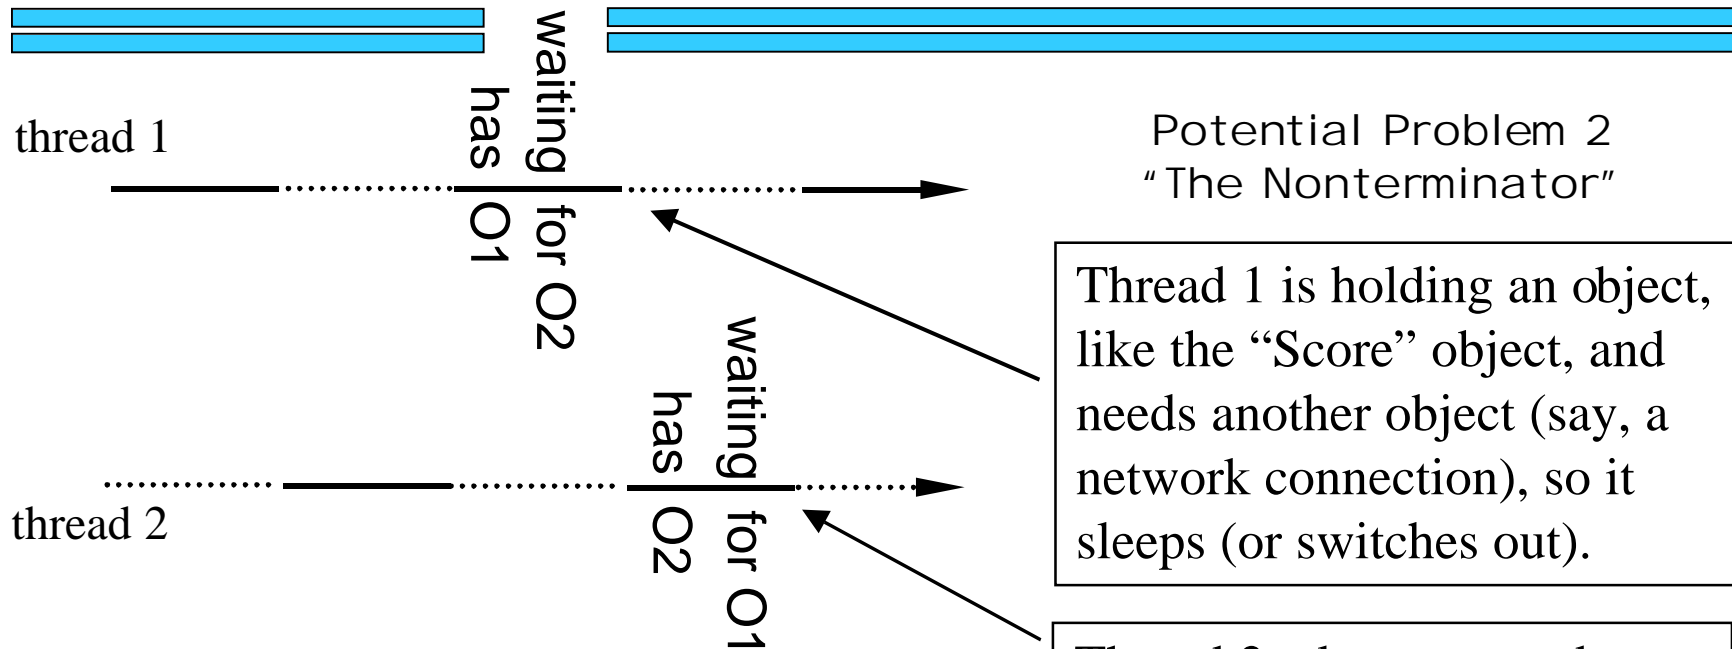 thread 1
has O1
waiting for O2
Potential Problem 2
“The Nonterminator”
Thread 1 is holding an object,
like the “Score” object, and
needs another object (say, a
network connection), so it
sleeps (or switches out).
thread 2
has O2
waiting for O1
Thread 2